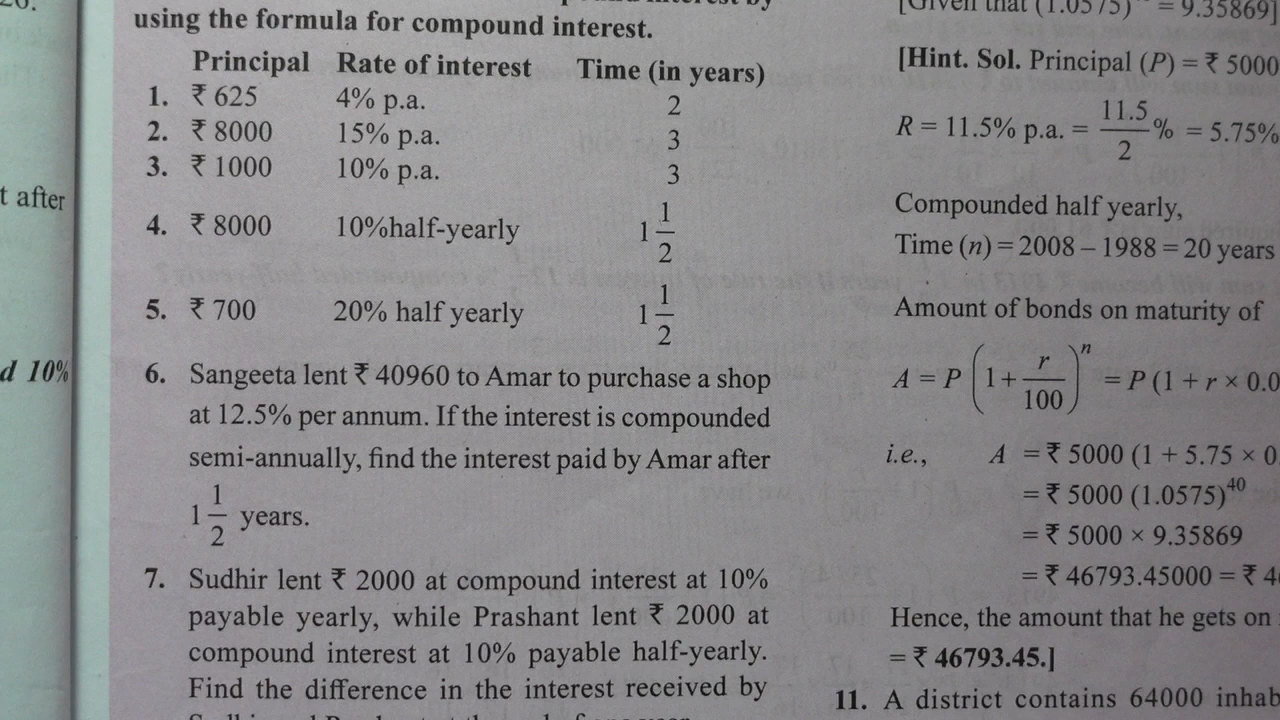 using the formula for compound interest.
Principal Rate of interest Time (in years)
1. ₹ 625 4% p.a. 2
2. ₹ 8000 15% p.a. 3
3. ₹ 1000 10% p.a. 3
4. ₹ 8000 10%half-yearly 1 1/2
5. ₹ 700 20% half yearly 1 1/2
6. Sangeeta lent ₹ 40960 to Amar to purchase a shop
at 12.5% per annum. If the interest is compounded
semi-annually, find the interest paid by Amar after
1 1/2 years.
7. Sudhir lent ₹ 2000 at compound interest at 10%
payable yearly, while Prashant lent ₹ 2000 at
compound interest at 10% payable half-yearly.
Find the difference in the interest received by
t after
d 10%
[Given that (1.0575) = 9.35869]
[Hint. Sol. Principal (P) = ₹ 5000
R = 11.5% p.a. = 11.5/2 % = 5.75%
Compounded half yearly,
Time (n) = 2008 – 1988 = 20 years
Amount of bonds on maturity of
A = P (1 + r/100)^n = P (1 + r × 0.0
i.e., A = ₹ 5000 (1 + 5.75 × 0
= ₹ 5000 (1.0575)^40
= ₹ 5000 × 9.35869
= ₹ 46793.45000 = ₹ 4
Hence, the amount that he gets on
= ₹ 46793.45.]
11. A district contains 64000 inhab